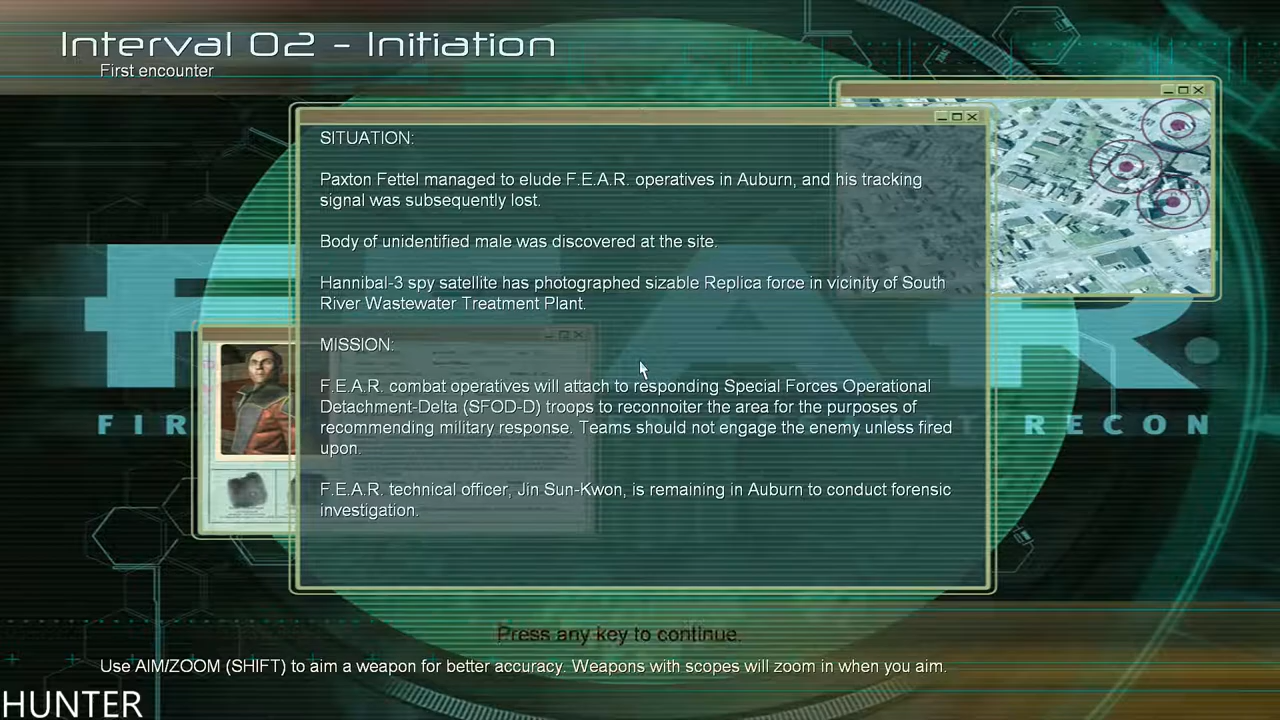 Interval 02 - Initiation
First encounter
SITUATION:
Paxton Fettel managed to elude F.E.A.R. operatives in Auburn, and his tracking
signal was subsequently lost.
Body of unidentified male was discovered at the site.
Hannibal-3 spy satellite has photographed sizable Replica force in vicinity of South
River Wastewater Treatment Plant.
MISSION:
F.E.A.R. combat operatives will attach to responding Special Forces Operational
Detachment-Delta (SFOD-D) troops to reconnoiter the area for the purposes of
recommending military response. Teams should not engage the enemy unless fired
upon.
F.E.A.R. technical officer, Jin Sun-Kwon, is remaining in Auburn to conduct forensic
investigation.
RECON
Press any key to continue.
Use AIM/ZOOM (SHIFT) to aim a weapon for better accuracy. Weapons with scopes will zoom in when you aim.
HUNTER